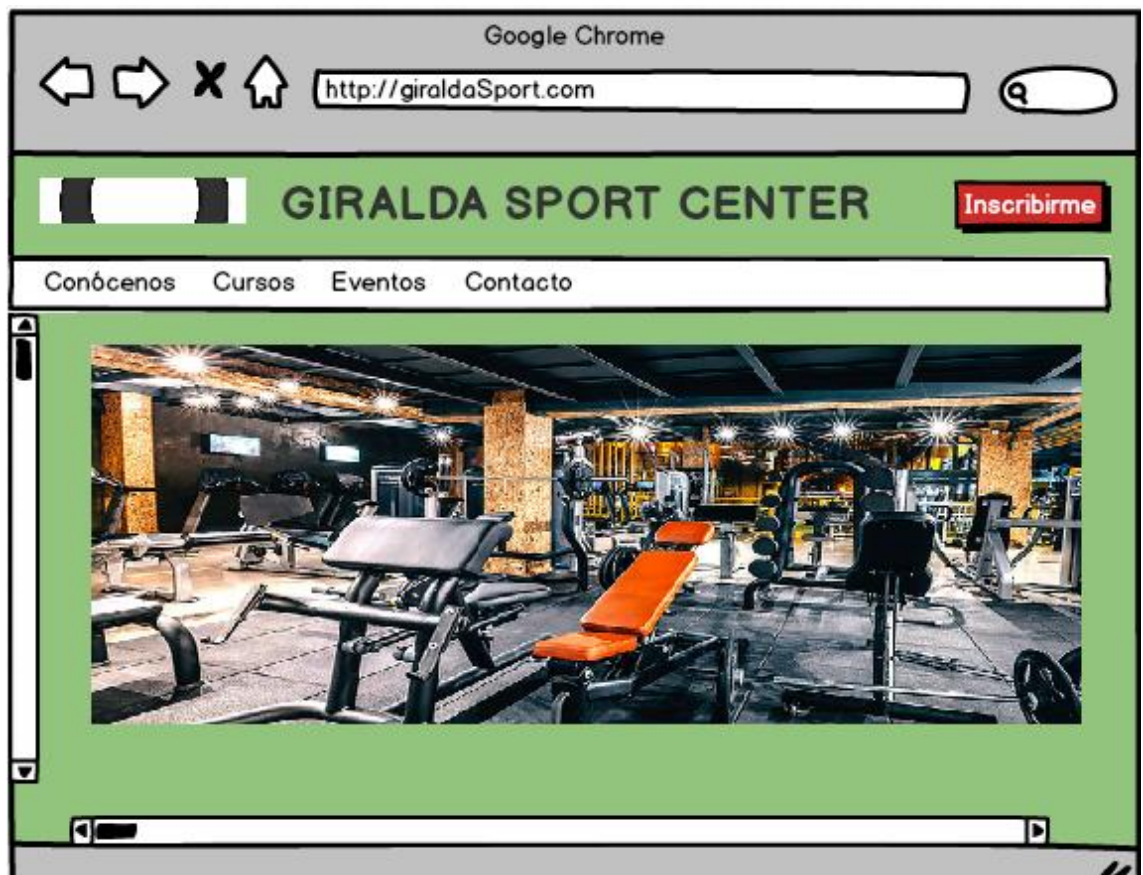 Google Chrome
http://giraldaSport.com
GIRALDA SPORT CENTER
Inscribirme
Conócenos Cursos Eventos Contacto